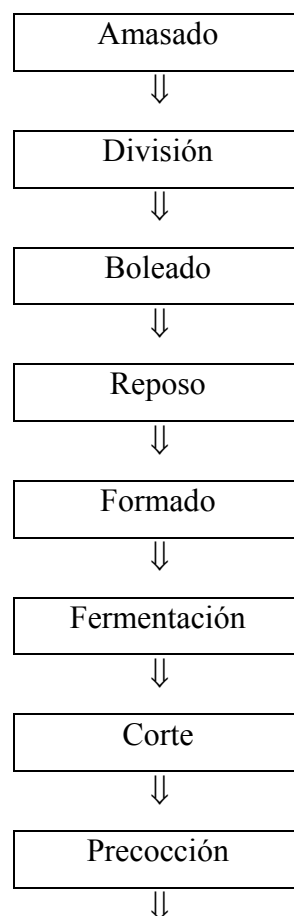 Amasado
⇓
División
⇓
Boleado
⇓
Reposo
⇓
Formado
⇓
Fermentación
⇓
Corte
⇓
Precocción
⇓